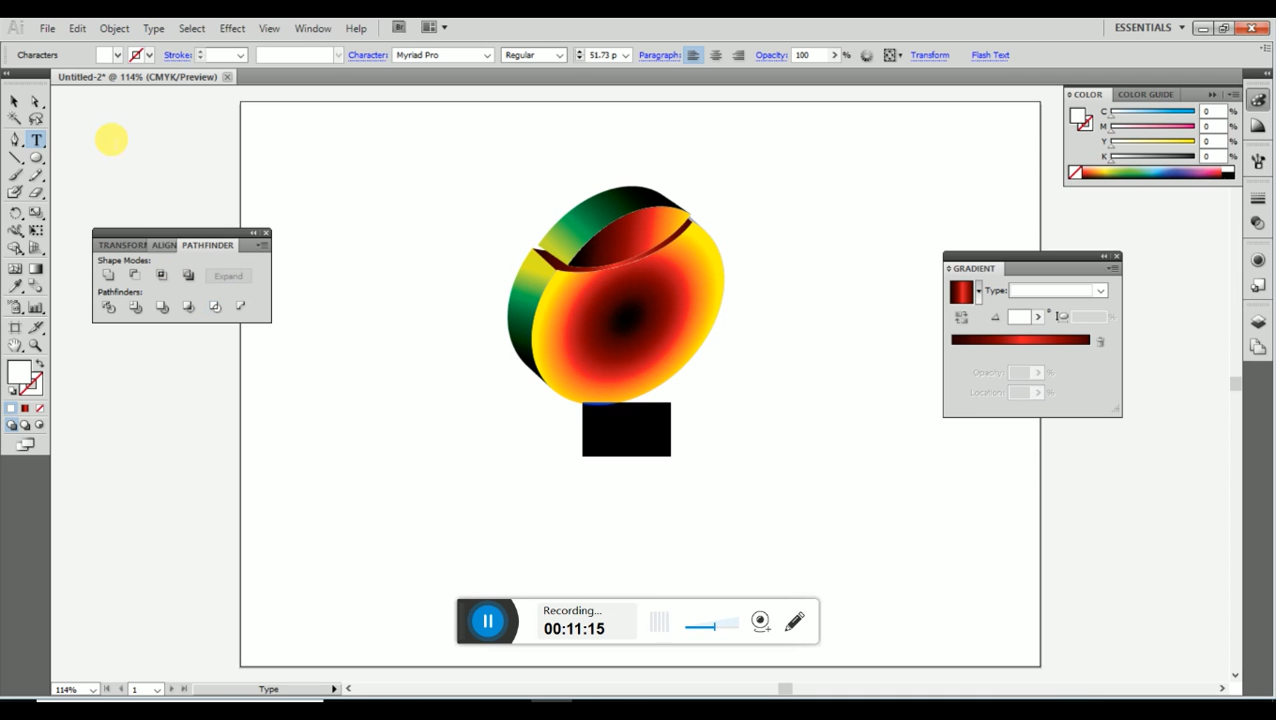 Ai File Edit Object Type Select Effect View Window Help Br ESSENTIALS
Characters Stroke: Character: Myriad Pro Regular 51.73 p Paragraph: Opacity: 100 % Transform Flash Text
Untitled-2* @ 114% (CMYK/Preview)
COLOR COLOR GUIDE
C 0 %
M 0 %
Y 0 %
K 0 %
TRANSFORM ALIGN PATHFINDER
Shape Modes:
Expand
Pathfinders:
GRADIENT
Type:
°
%
Opacity: %
Location: %
Recording...
00:11:15
114% 1 Type